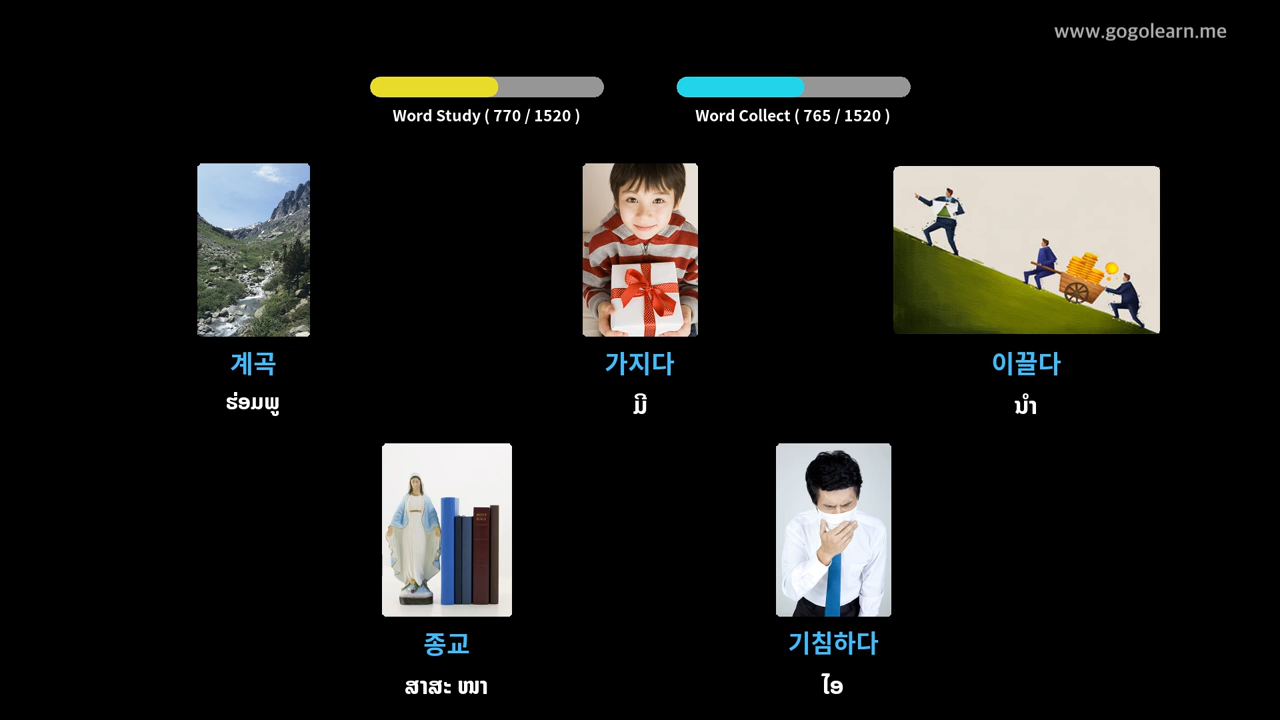 www.gogolearn.me
Word Study ( 770 / 1520 )
Word Collect ( 765 / 1520 )
계곡
ຮ່ອມພູ
가지다
ມີ
이끌다
ນຳ
종교
ສາສະ ໜາ
기침하다
ໄອ